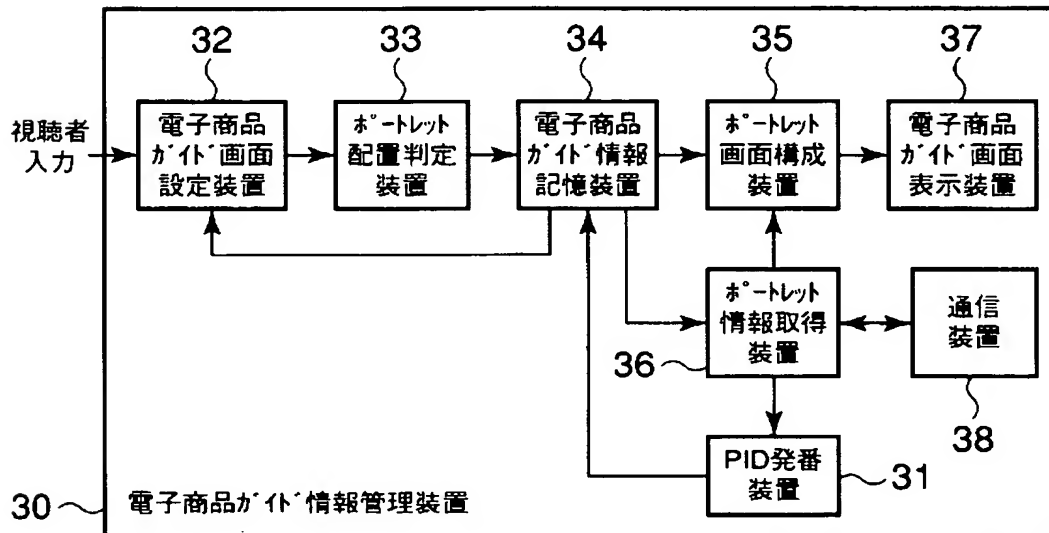 32
33
34
35
37
視聴者
入力
電子商品
ｶﾞｲﾄﾞ画面
設定装置
ﾎﾟｰﾄﾚｯﾄ
配置判定
装置
電子商品
ｶﾞｲﾄﾞ情報
記憶装置
ﾎﾟｰﾄﾚｯﾄ
画面構成
装置
電子商品
ｶﾞｲﾄﾞ画面
表示装置
ﾎﾟｰﾄﾚｯﾄ
情報取得
装置
36
通信
装置
38
PID発番
装置
31
30
電子商品ｶﾞｲﾄﾞ情報管理装置